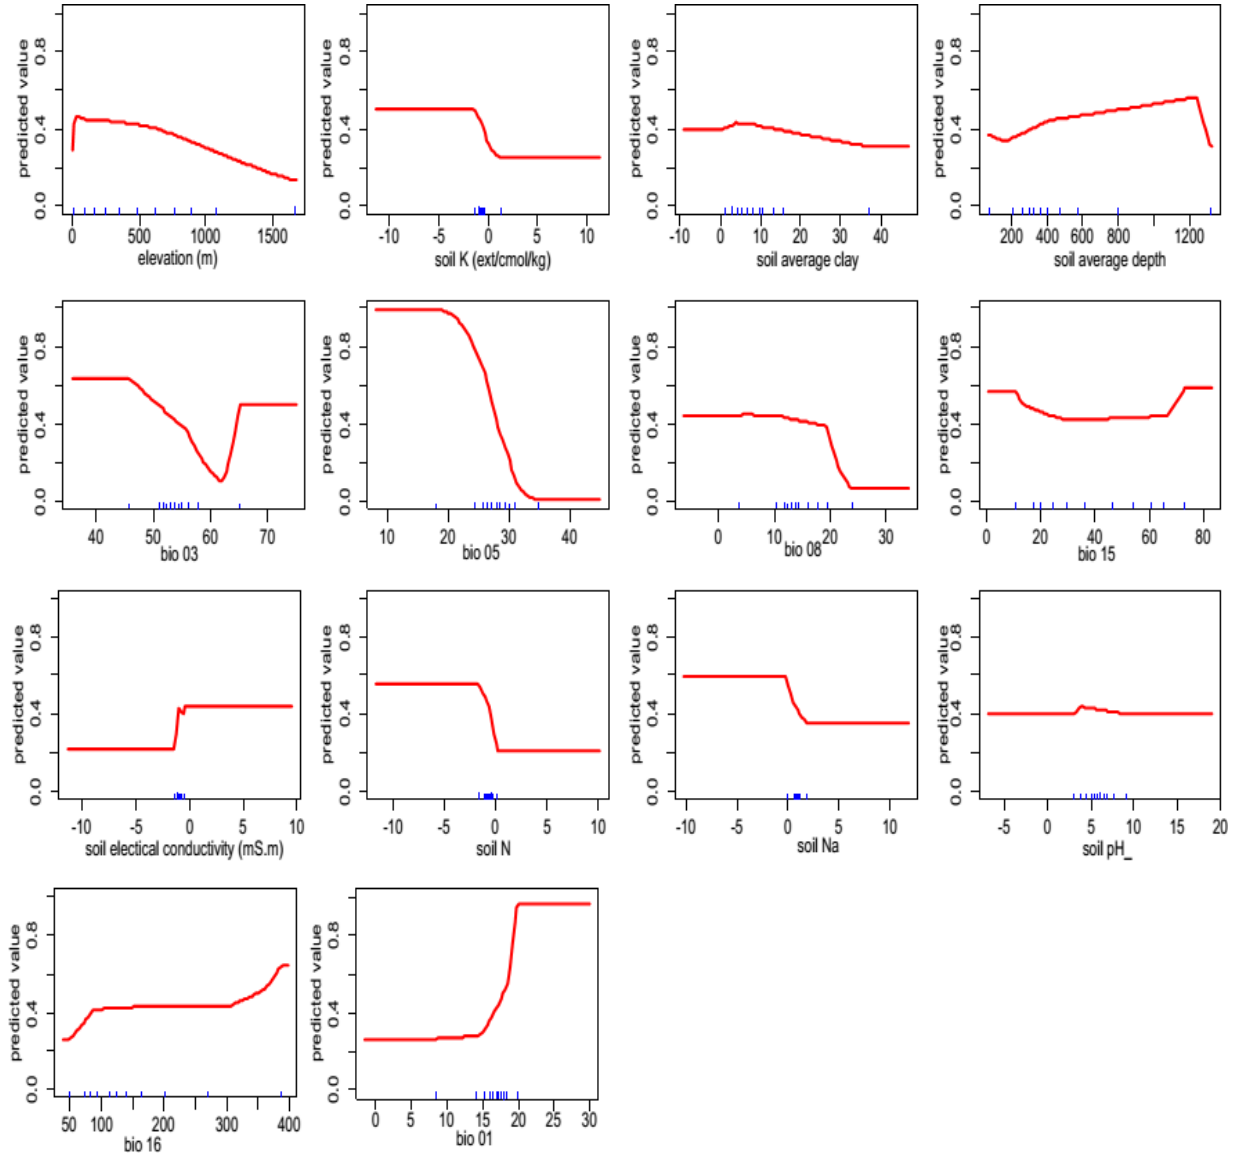 predicted value
0.0 0.4 0.8
0 500 1000 1500
elevation (m)
predicted value
0.0 0.4 0.8
-10 -5 0 5 10
soil K (ext/cmol/kg)
predicted value
0.0 0.4 0.8
-10 0 10 20 30 40
soil average clay
predicted value
0.0 0.4 0.8
200 400 600 800 1200
soil average depth
predicted value
0.0 0.4 0.8
40 50 60 70
bio 03
predicted value
0.0 0.4 0.8
10 20 30 40
bio 05
predicted value
0.0 0.4 0.8
0 10 20 30
bio 08
predicted value
0.0 0.4 0.8
0 20 40 60 80
bio 15
predicted value
0.0 0.4 0.8
-10 -5 0 5 10
soil electical conductivity (mS.m)
predicted value
0.0 0.4 0.8
-10 -5 0 5 10
soil N
predicted value
0.0 0.4 0.8
-10 -5 0 5 10
soil Na
predicted value
0.0 0.4 0.8
-5 0 5 10 15 20
soil pH_
predicted value
0.0 0.4 0.8
50 100 200 300 400
bio 16
predicted value
0.0 0.4 0.8
0 5 10 15 20 25 30
bio 01